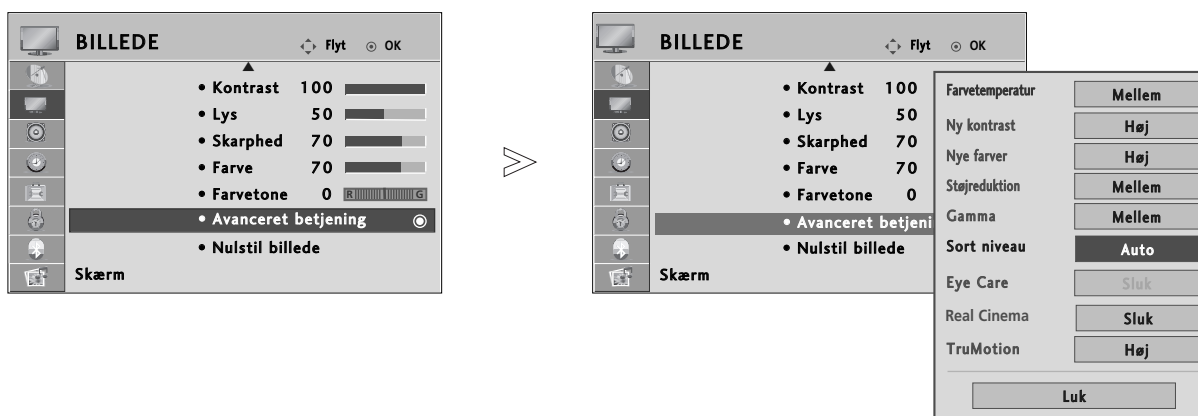 BILLEDE Flyt OK
• Kontrast 100
• Lys 50
• Skarphed 70
• Farve 70
• Farvetone 0 R G
• Avanceret betjening
• Nulstil billede
Skærm
BILLEDE Flyt OK
• Kontrast 100
• Lys 50
• Skarphed 70
• Farve 70
• Farvetone 0
• Avanceret betjeni
• Nulstil billede
Skærm
Farvetemperatur Mellem
Ny kontrast Høj
Nye farver Høj
Støjreduktion Mellem
Gamma Mellem
Sort niveau Auto
Eye Care Sluk
Real Cinema Sluk
TruMotion Høj
Luk